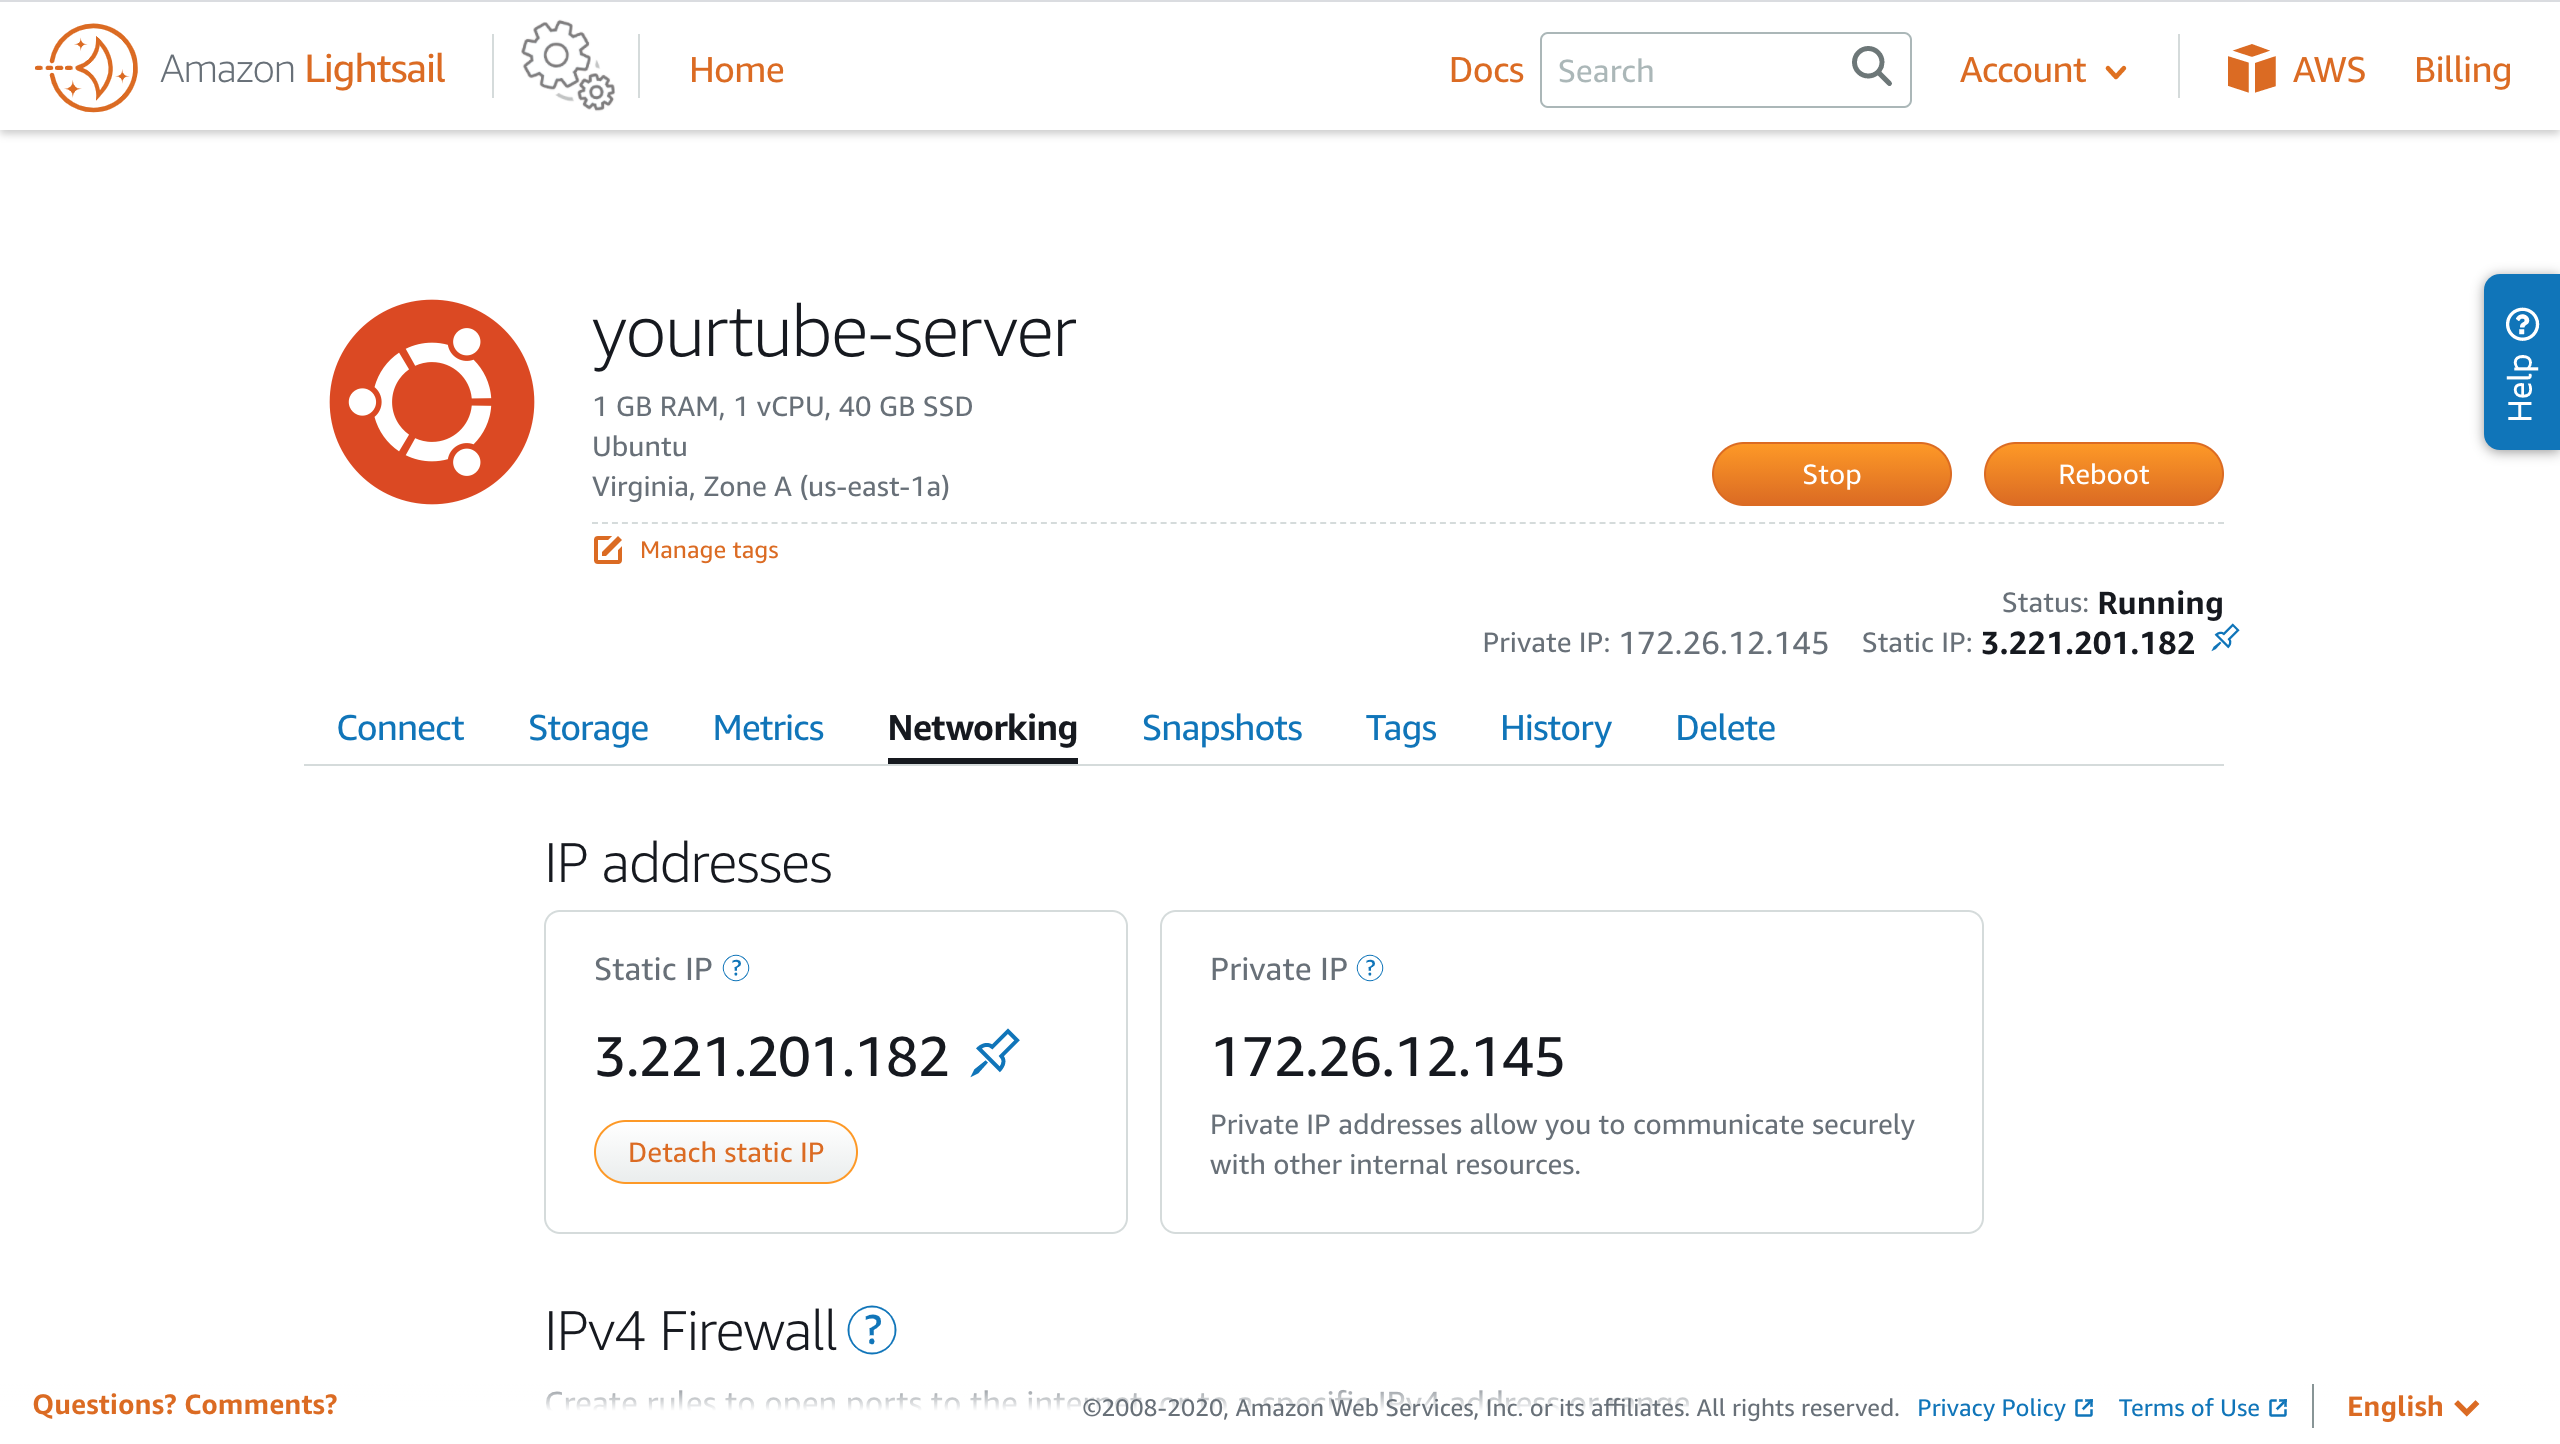 Amazon Lightsail
Home
Docs
Search
Account
AWS
Billing
yourtube-server
1 GB RAM, 1 vCPU, 40 GB SSD
Ubuntu
Virginia, Zone A (us-east-1a)
Stop
Reboot
Manage tags
Help
Status: Running
Private IP: 172.26.12.145 Static IP: 3.221.201.182
Connect Storage Metrics Networking Snapshots Tags History Delete
IP addresses
Static IP ?
3.221.201.182
Detach static IP
Private IP ?
172.26.12.145
Private IP addresses allow you to communicate securely
with other internal resources.
IPv4 Firewall ?
Create rules to open ports to the internet, or to a specific IPv4 address or range.
Questions? Comments?
©2008-2020, Amazon Web Services, Inc. or its affiliates. All rights reserved. Privacy Policy Terms of Use
English